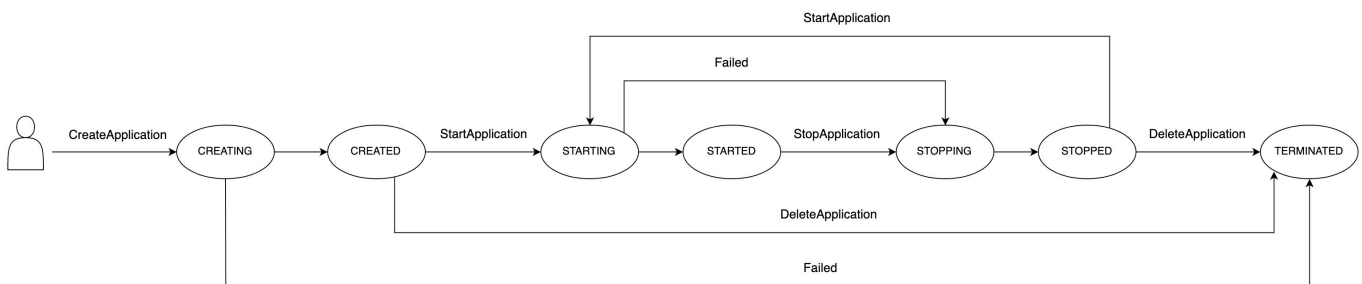 StartApplication
Failed
CreateApplication
CREATING
CREATED
StartApplication
STARTING
STARTED
StopApplication
STOPPING
STOPPED
DeleteApplication
TERMINATED
DeleteApplication
Failed